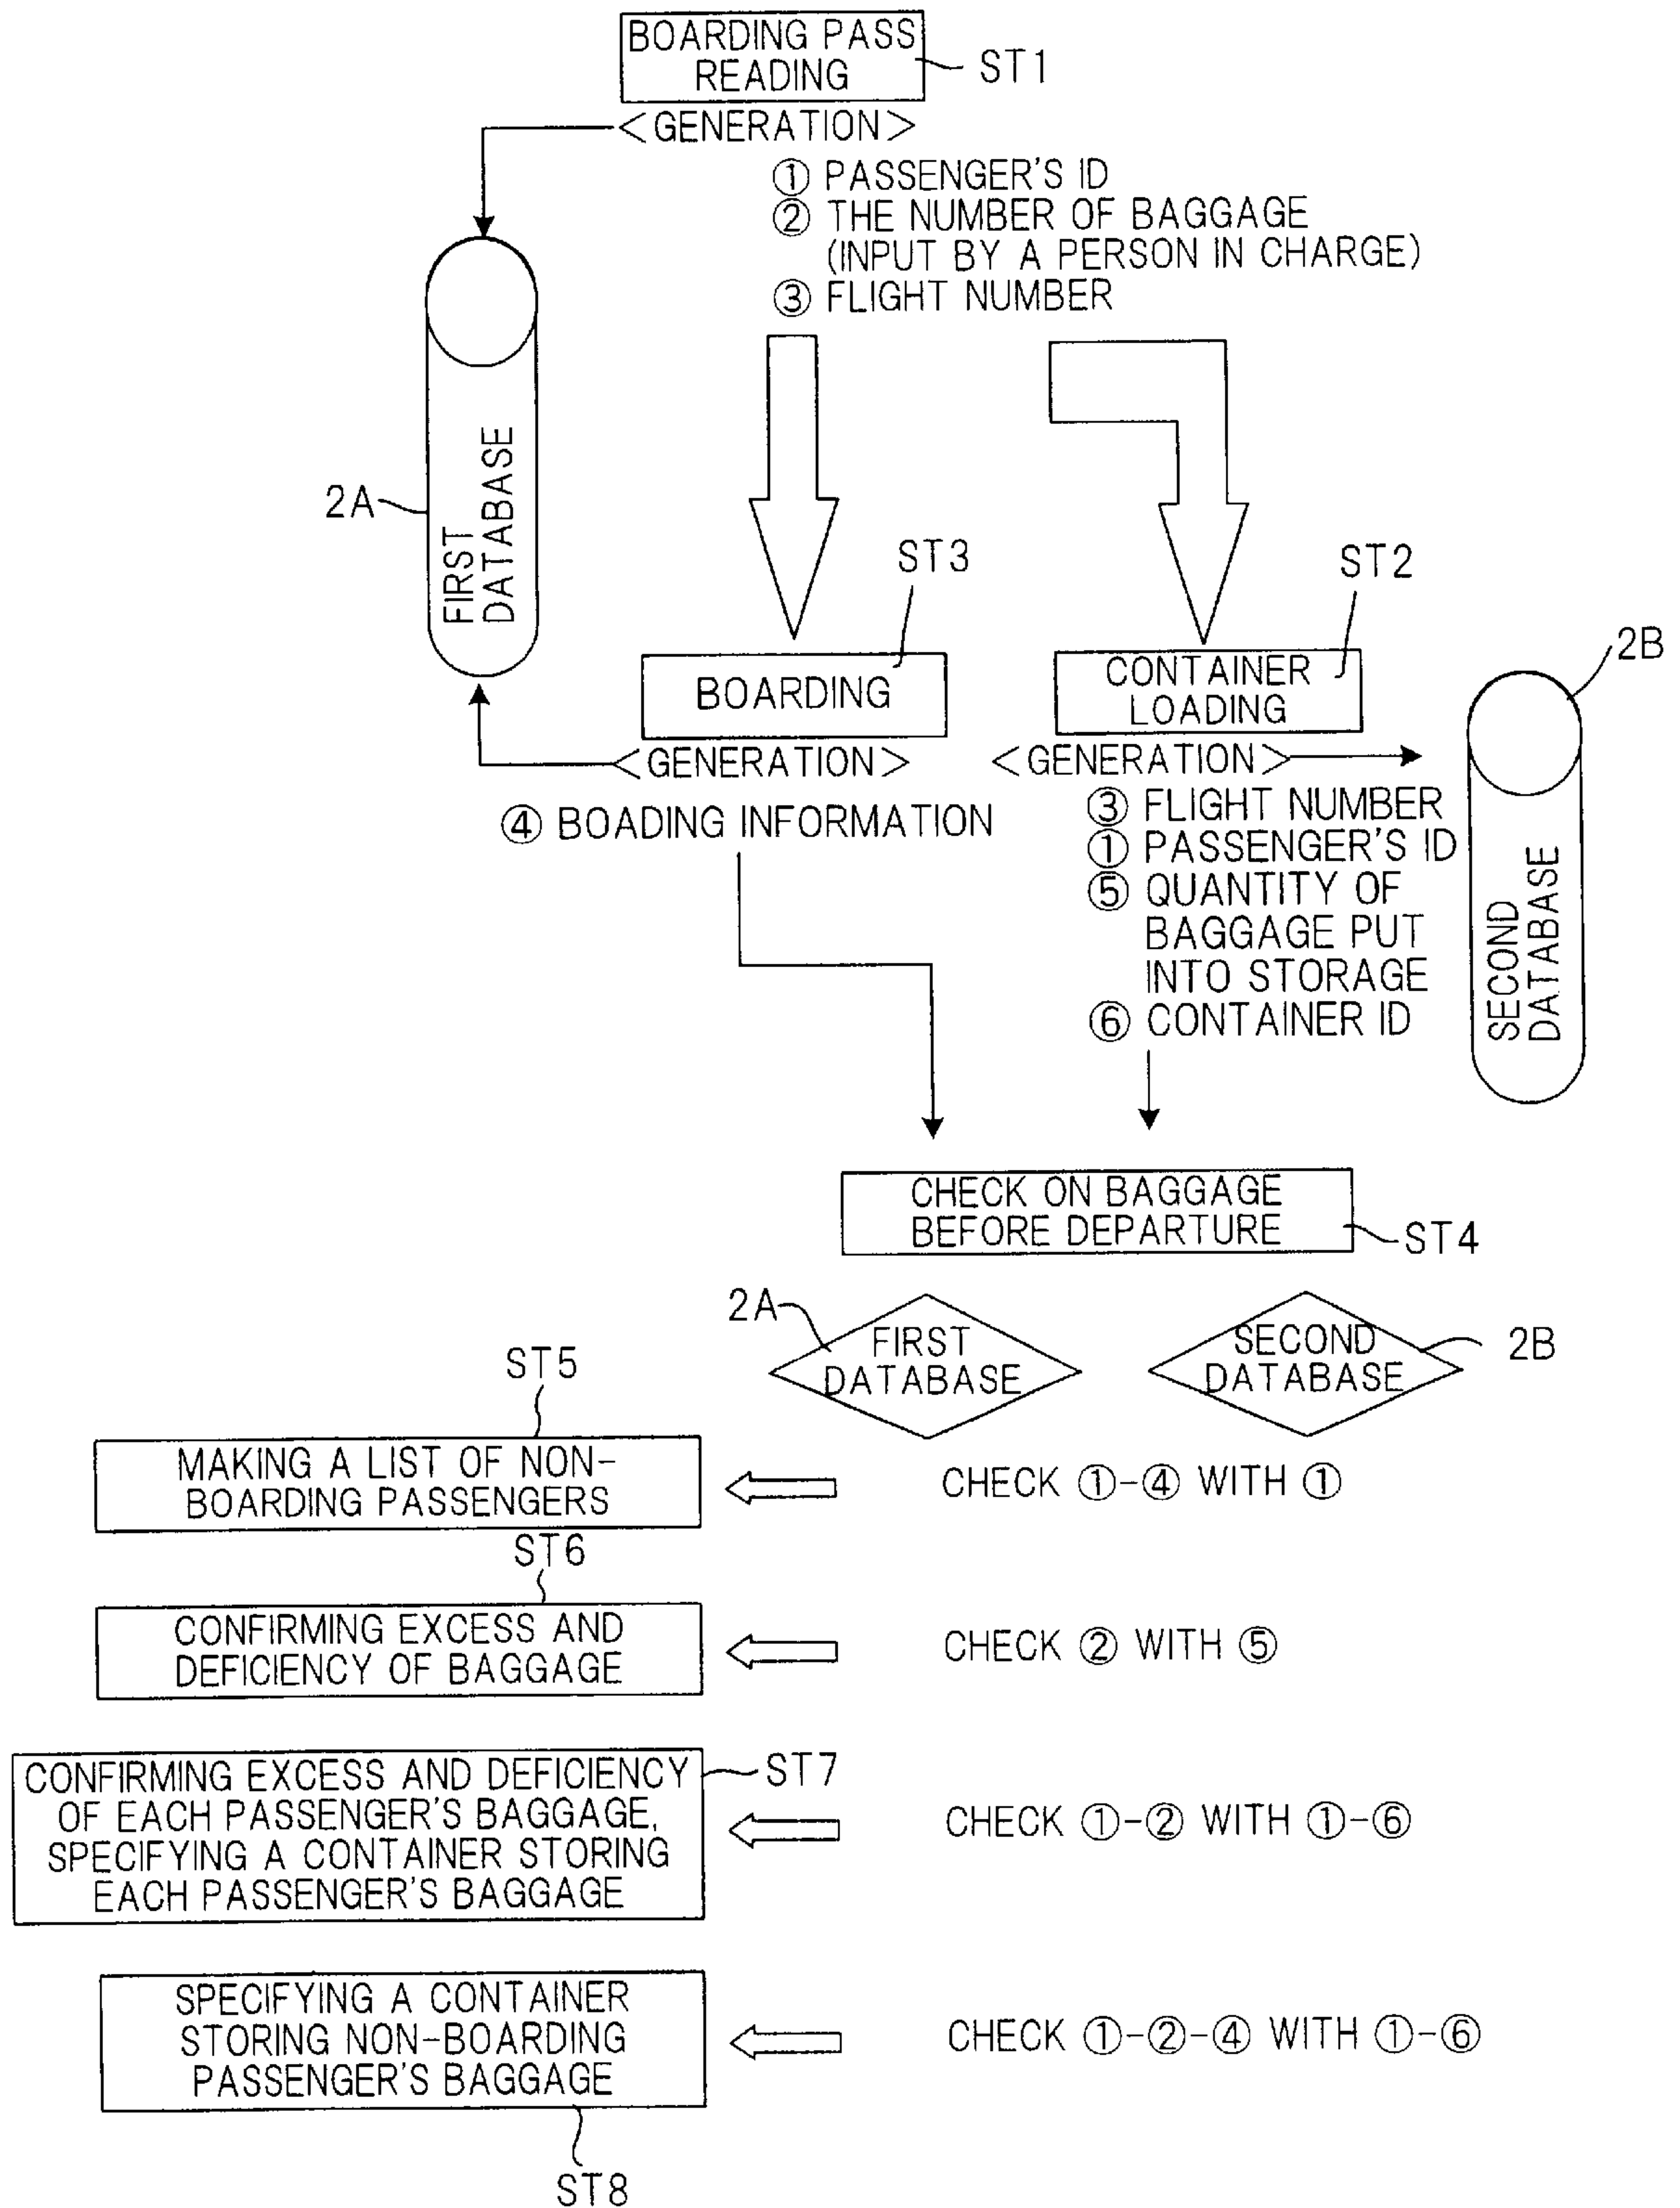 BOARDING PASS
READING
ST1
<GENERATION>
① PASSENGER'S ID
② THE NUMBER OF BAGGAGE
(INPUT BY A PERSON IN CHARGE)
③ FLIGHT NUMBER
2A
FIRST
DATABASE
ST3
ST2
BOARDING
CONTAINER
LOADING
2B
<GENERATION>
<GENERATION>
④ BOADING INFORMATION
③ FLIGHT NUMBER
① PASSENGER'S ID
⑤ QUANTITY OF
BAGGAGE PUT
INTO STORAGE
⑥ CONTAINER ID
SECOND
DATABASE
CHECK ON BAGGAGE
BEFORE DEPARTURE
ST4
2A
FIRST
DATABASE
SECOND
DATABASE
2B
ST5
MAKING A LIST OF NON-
BOARDING PASSENGERS
CHECK ①-④ WITH ①
ST6
CONFIRMING EXCESS AND
DEFICIENCY OF BAGGAGE
CHECK ② WITH ⑤
CONFIRMING EXCESS AND DEFICIENCY
OF EACH PASSENGER'S BAGGAGE,
SPECIFYING A CONTAINER STORING
EACH PASSENGER'S BAGGAGE
ST7
CHECK ①-② WITH ①-⑥
SPECIFYING A CONTAINER
STORING NON-BOARDING
PASSENGER'S BAGGAGE
CHECK ①-②-④ WITH ①-⑥
ST8